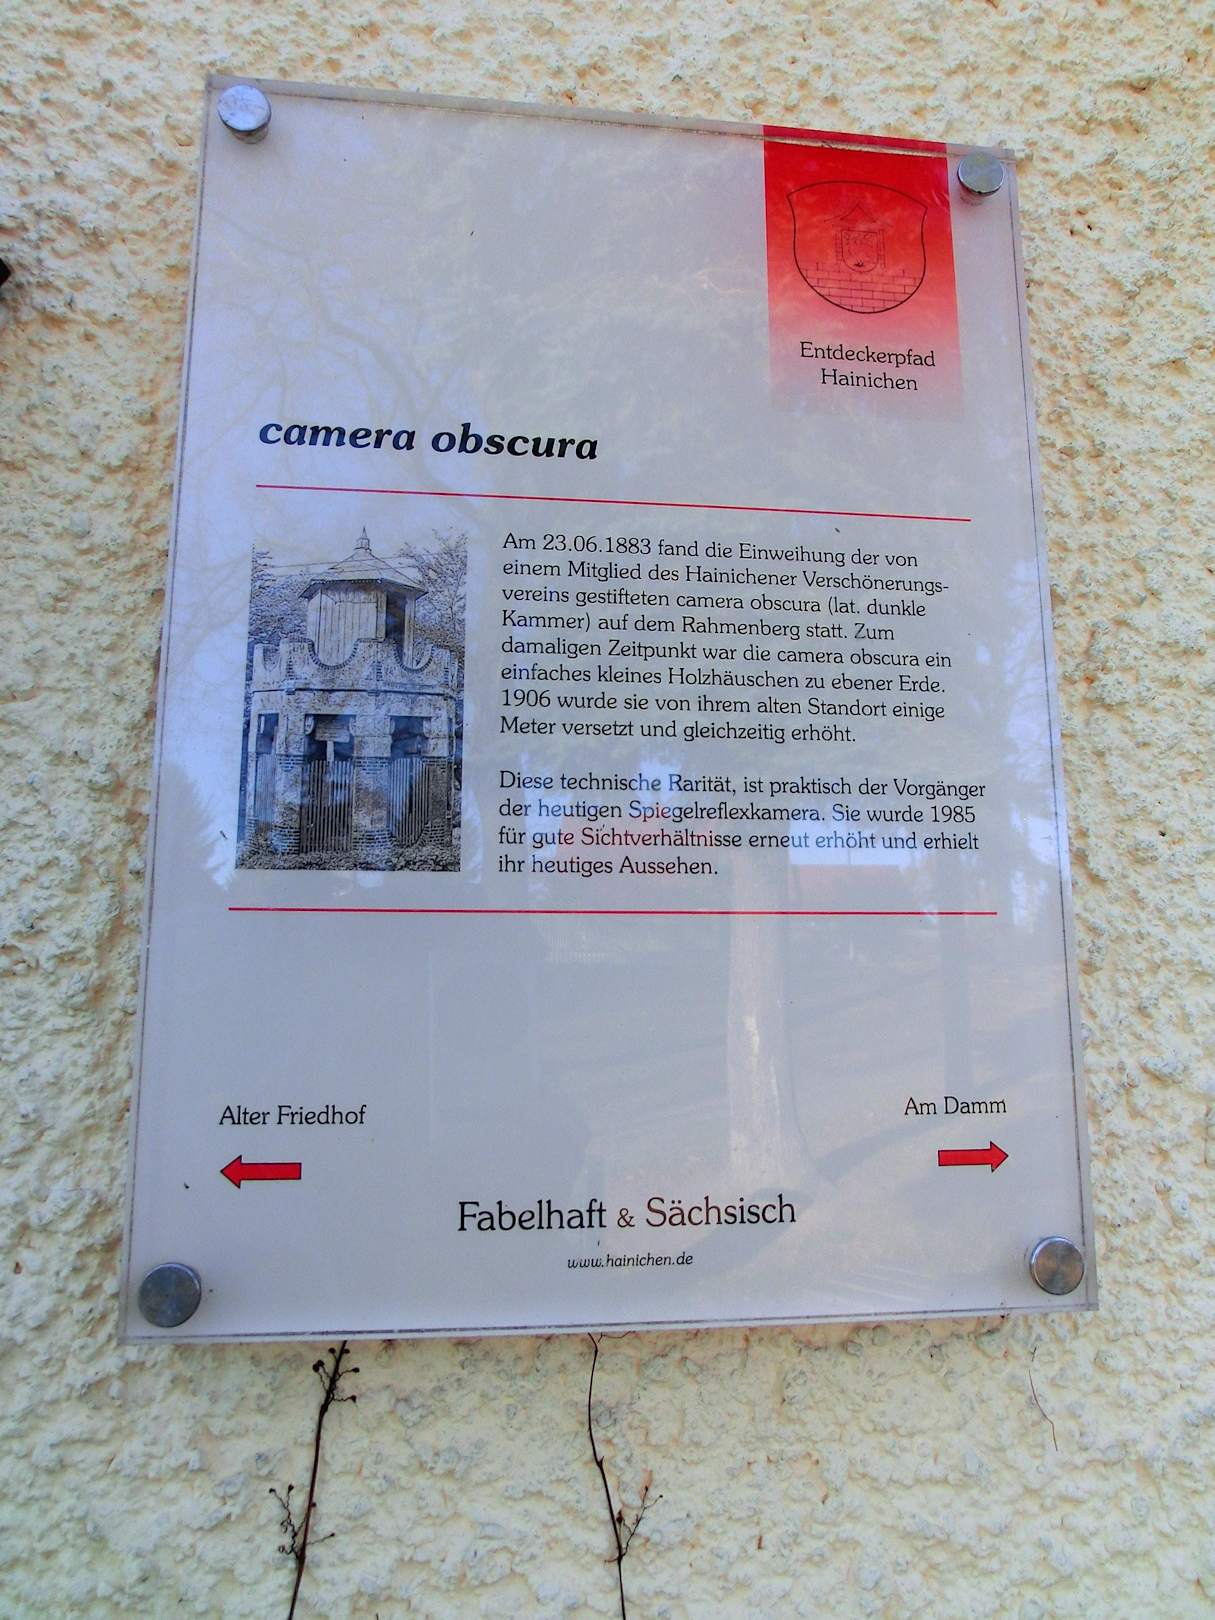 Entdeckerpfad
Hainichen
camera obscura
Am 23.06.1883 fand die Einweihung der von
einem Mitglied des Hainichener Verschönerungs-
vereins gestifteten camera obscura (lat. dunkle
Kammer) auf dem Rahmenberg statt. Zum
damaligen Zeitpunkt war die camera obscura ein
einfaches kleines Holzhäuschen zu ebener Erde.
1906 wurde sie von ihrem alten Standort einige
Meter versetzt und gleichzeitig erhöht.
Diese technische Rarität, ist praktisch der Vorgänger
der heutigen Spiegelreflexkamera. Sie wurde 1985
für gute Sichtverhältnisse erneut erhöht und erhielt
ihr heutiges Aussehen.
Alter Friedhof
Am Damm
Fabelhaft & Sächsisch
www.hainichen.de